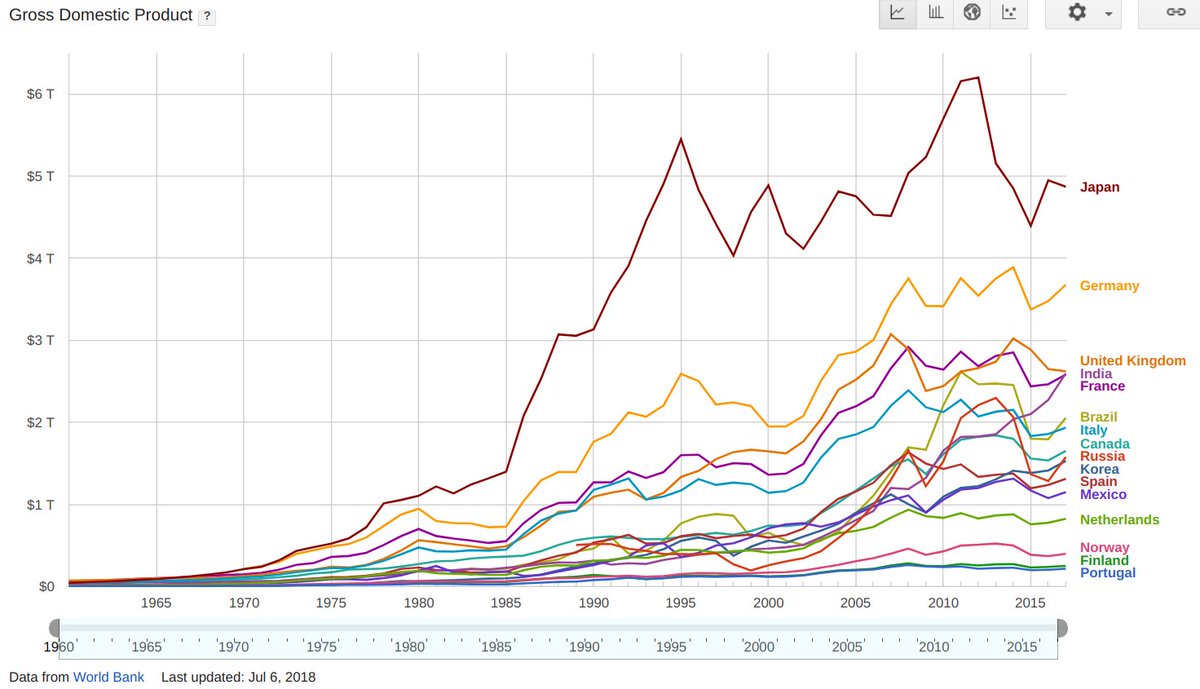 Gross Domestic Product ?
$6 T
$5 T
$4 T
$3 T
$2 T
$1 T
$0
Japan
Germany
United Kingdom
India
France
Brazil
Italy
Canada
Russia
Korea
Spain
Mexico
Netherlands
Norway
Finland
Portugal
1965 1970 1975 1980 1985 1990 1995 2000 2005 2010 2015
1960 1965 1970 1975 1980 1985 1990 1995 2000 2005 2010 2015
Data from World Bank Last updated: Jul 6, 2018